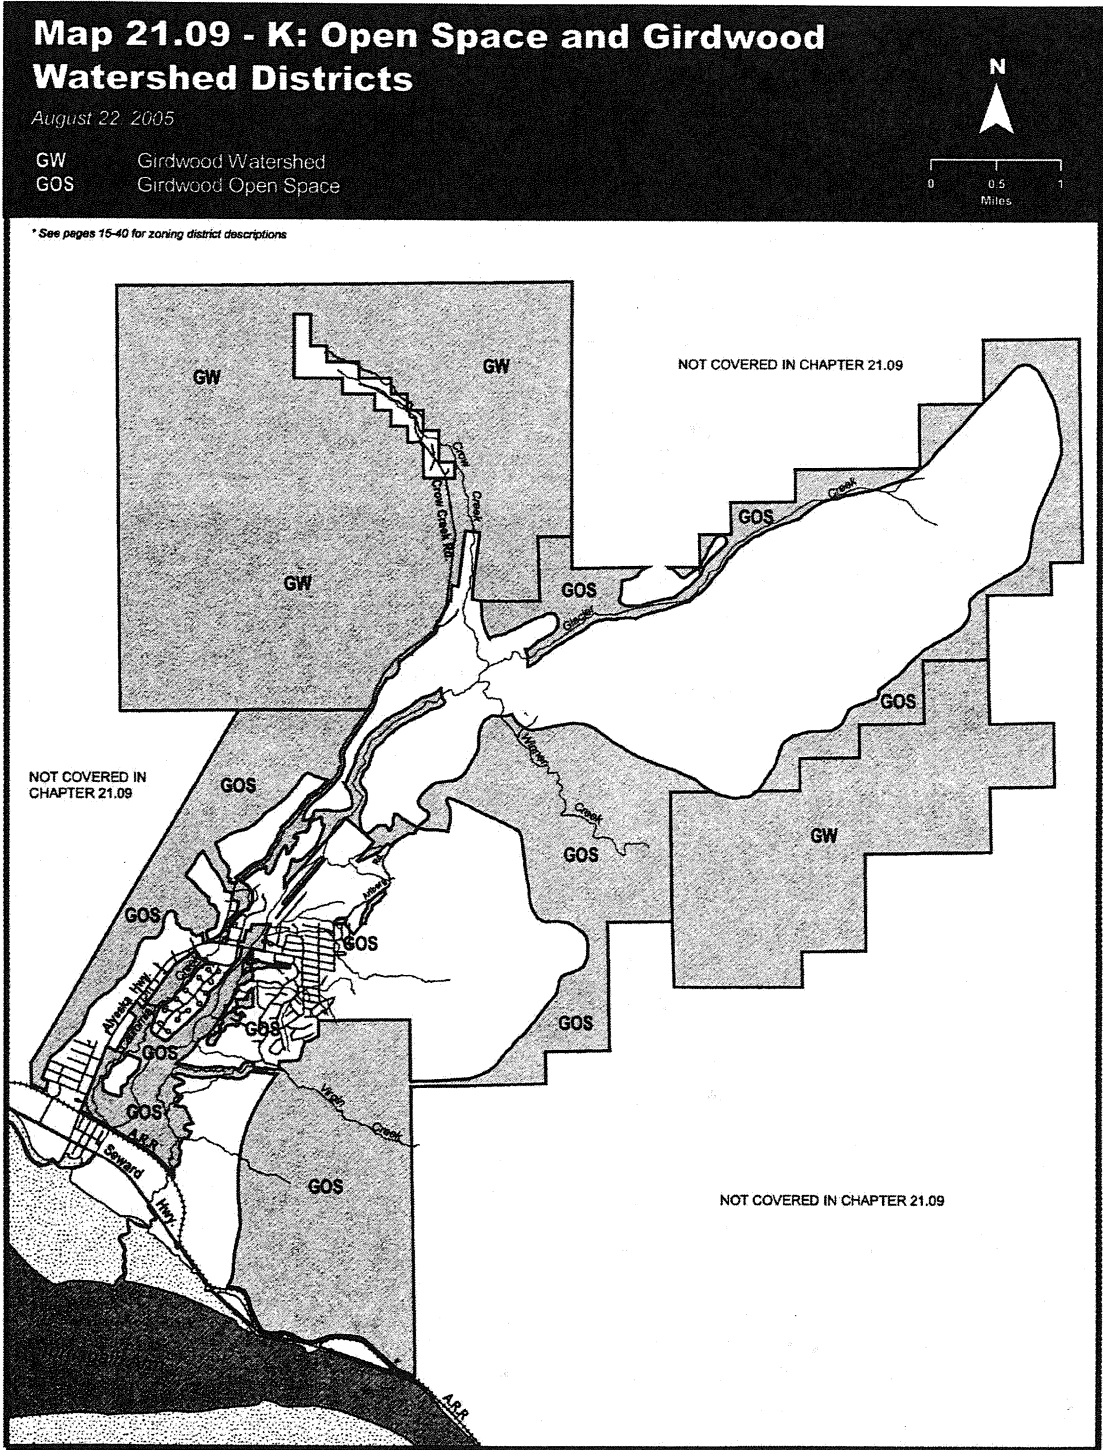 Map 21.09 - K: Open Space and Girdwood
Watershed Districts
August 22, 2005
GW Girdwood Watershed
GOS Girdwood Open Space
N
0 0.5 1
Miles
* See pages 15-40 for zoning district descriptions
GW
GW
NOT COVERED IN CHAPTER 21.09
Crow
Creek
Crow Creek Rd.
Creek
GOS
GW
GOS
Glacier
GOS
Winner
Creek
NOT COVERED IN
CHAPTER 21.09
GOS
GW
GOS
GOS
Arlberg
GOS
Alyeska Hwy.
California
Creek
GOS
GOS
GOS
GOS
Virgin
Creek
A.R.R
Seward
Hwy.
GOS
NOT COVERED IN CHAPTER 21.09
A.R.R